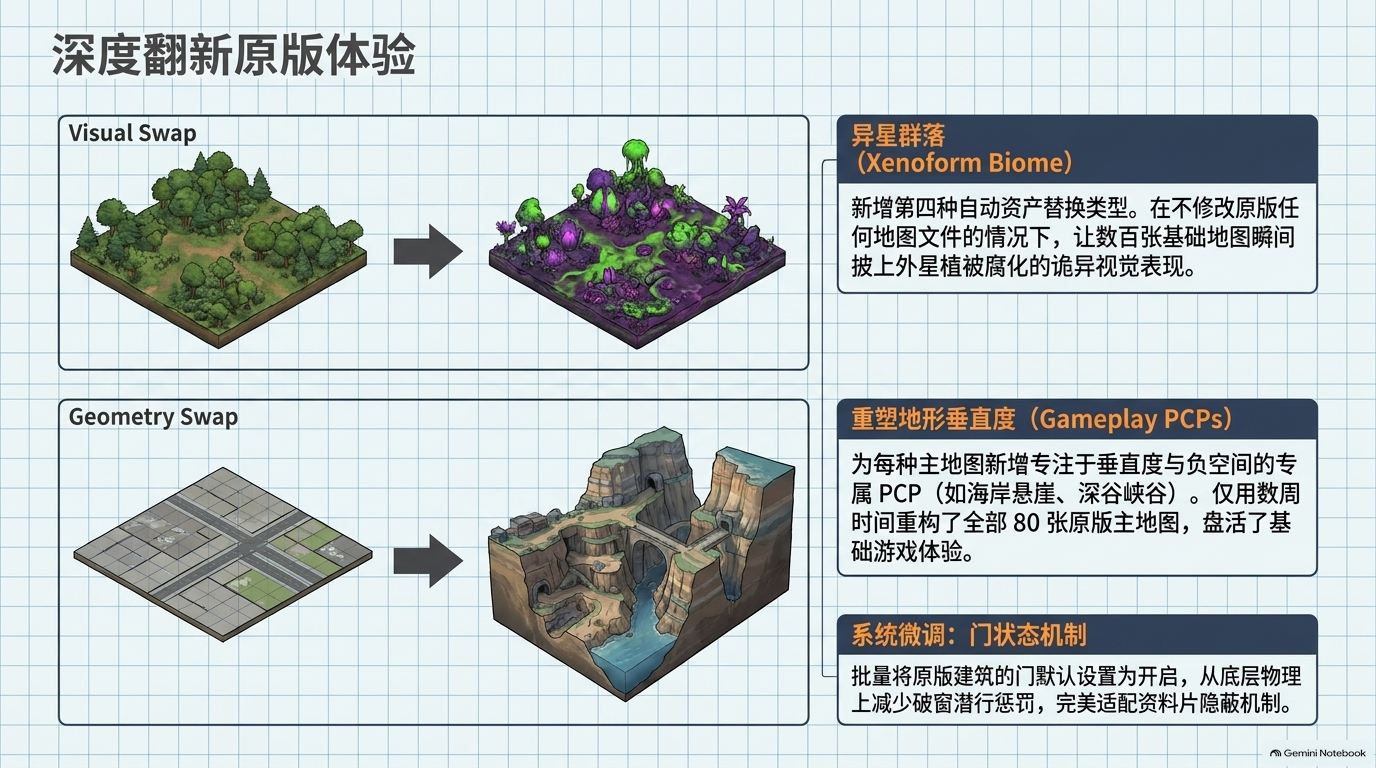 深度翻新原版体验
Visual Swap
异星群落
（Xenoform Biome）
新增第四种自动资产替换类型。在不修改原版任
何地图文件的情况下，让数百张基础地图瞬间
披上外星植被腐化的诡异视觉表现。
Geometry Swap
重塑地形垂直度（Gameplay PCPs）
为每种主地图新增专注于垂直度与负空间的专
属 PCP（如海岸悬崖、深谷峡谷）。仅用数周
时间重构了全部 80 张原版主地图，盘活了基
础游戏体验。
系统微调：门状态机制
批量将原版建筑的门默认设置为开启，从底层物理
上减少破窗潜行惩罚，完美适配资料片隐蔽机制。
Gemini Notebook